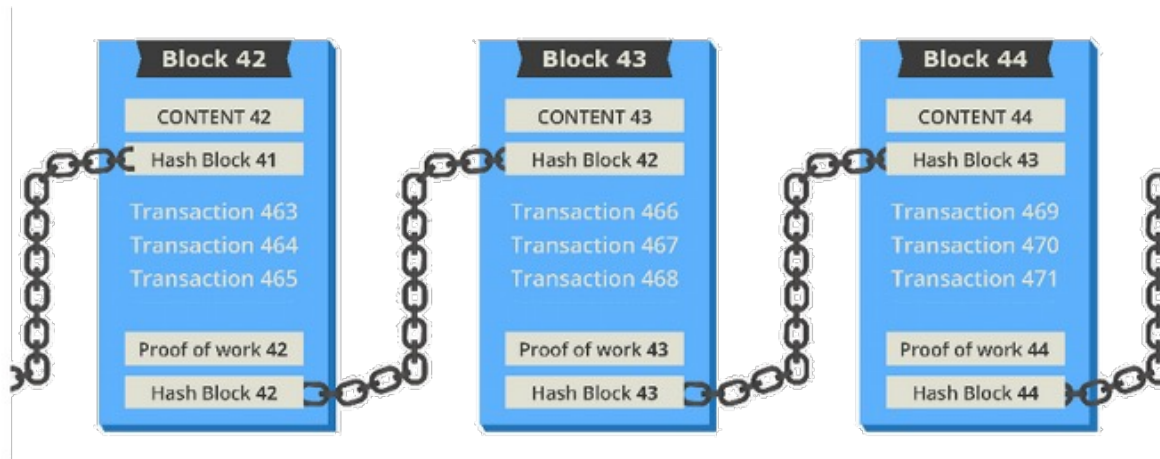 Block 42
CONTENT 42
Hash Block 41
Transaction 463
Transaction 464
Transaction 465
Proof of work 42
Hash Block 42
Block 43
CONTENT 43
Hash Block 42
Transaction 466
Transaction 467
Transaction 468
Proof of work 43
Hash Block 43
Block 44
CONTENT 44
Hash Block 43
Transaction 469
Transaction 470
Transaction 471
Proof of work 44
Hash Block 44